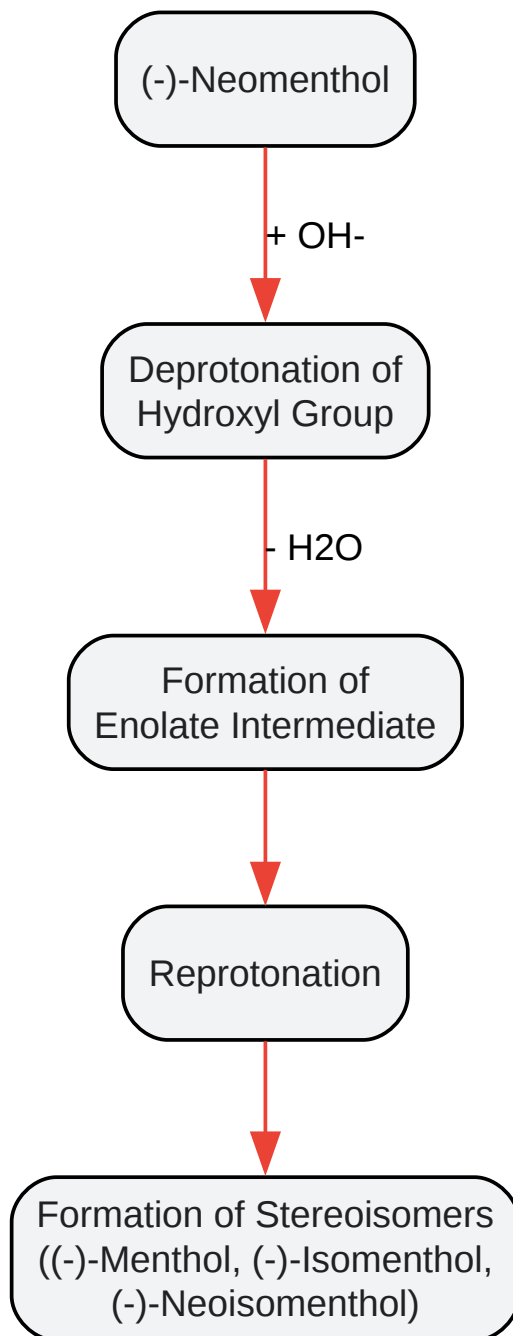 (-)-Neomenthol
+ OH-
Deprotonation of
Hydroxyl Group
- H2O
Formation of
Enolate Intermediate
Reprotonation
Formation of Stereoisomers
((-)-Menthol, (-)-Isomenthol,
(-)-Neoisomenthol)